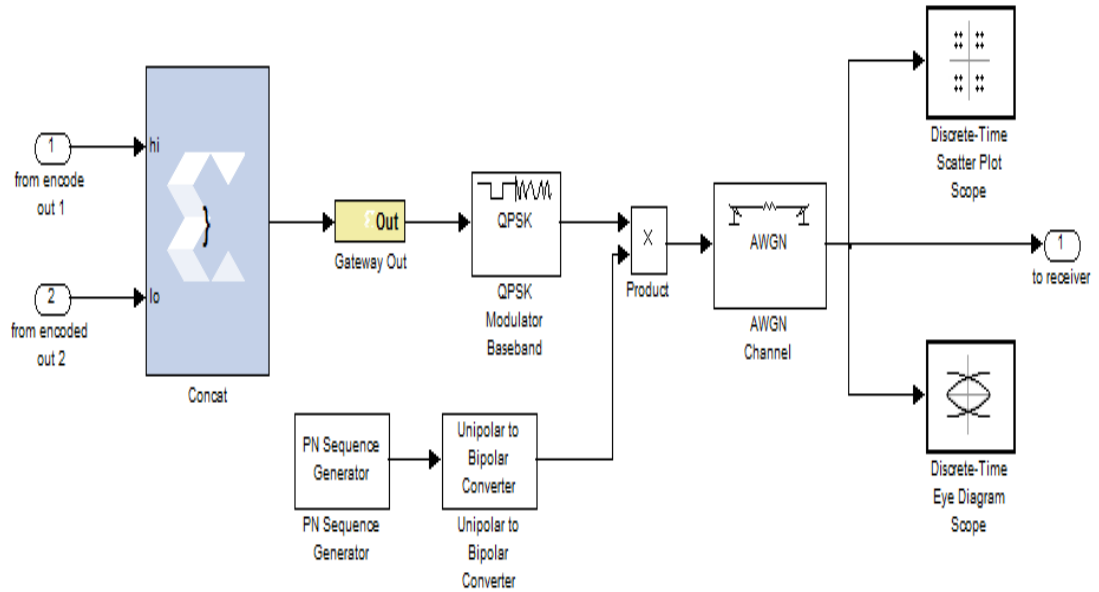 1
from encode
out 1
2
from encoded
out 2
hi
lo
}
Concat
Out
Gateway Out
QPSK
QPSK
Modulator
Baseband
X
Product
AWGN
AWGN
Channel
Discrete-Time
Scatter Plot
Scope
1
to receiver
Discrete-Time
Eye Diagram
Scope
PN Sequence
Generator
PN Sequence
Generator
Unipolar to
Bipolar
Converter
Unipolar to
Bipolar
Converter